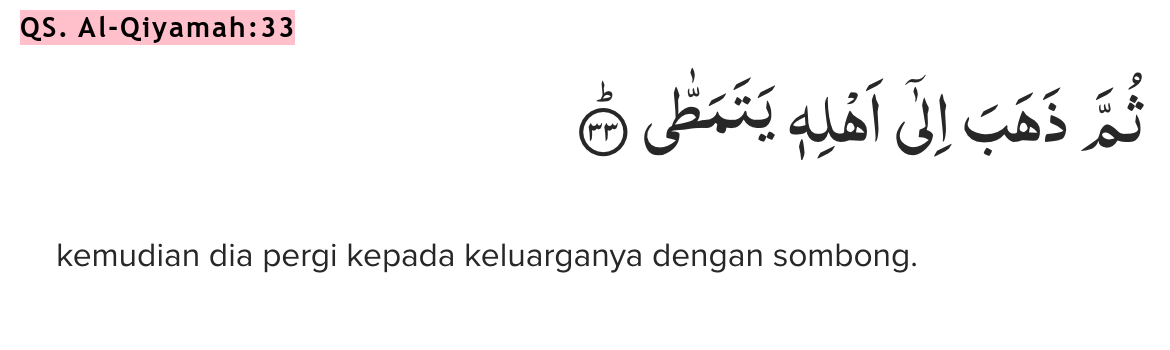 QS. Al-Qiyamah:33
ثُمَّ ذَهَبَ اِلٰٓى اَهْلِهٖ يَتَمَطّٰىۗ ٣٣
kemudian dia pergi kepada keluarganya dengan sombong.